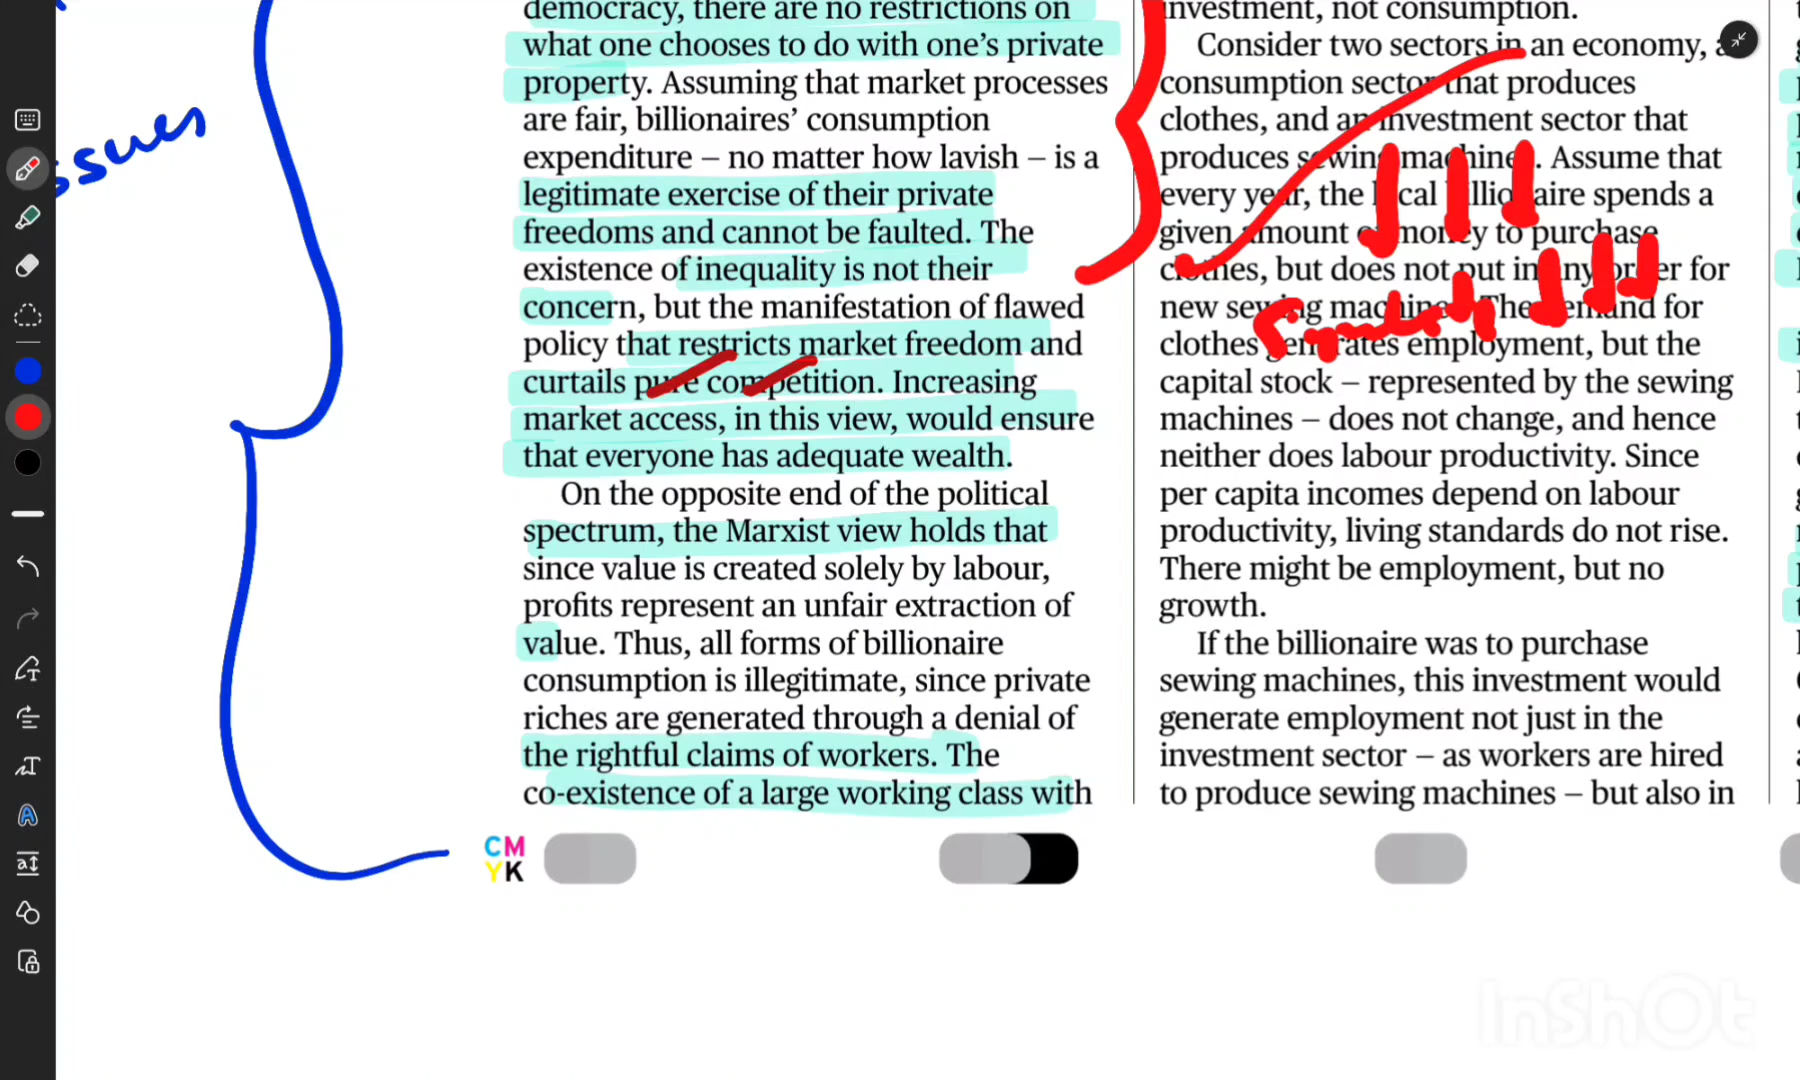 democracy, there are no restrictions on
what one chooses to do with one's private
property. Assuming that market processes
are fair, billionaires' consumption
expenditure – no matter how lavish – is a
legitimate exercise of their private
freedoms and cannot be faulted. The
existence of inequality is not their
concern, but the manifestation of flawed
policy that restricts market freedom and
curtails pure competition. Increasing
market access, in this view, would ensure
that everyone has adequate wealth.
On the opposite end of the political
spectrum, the Marxist view holds that
since value is created solely by labour,
profits represent an unfair extraction of
value. Thus, all forms of billionaire
consumption is illegitimate, since private
riches are generated through a denial of
the rightful claims of workers. The
co-existence of a large working class with
investment, not consumption.
Consider two sectors in an economy, a
consumption sector that produces
clothes, and an investment sector that
produces sewing machines. Assume that
every year, the local billionaire spends a
given amount of money to purchase
clothes, but does not put in any order for
new sewing machines. The demand for
clothes generates employment, but the
capital stock – represented by the sewing
machines – does not change, and hence
neither does labour productivity. Since
per capita incomes depend on labour
productivity, living standards do not rise.
There might be employment, but no
growth.
If the billionaire was to purchase
sewing machines, this investment would
generate employment not just in the
investment sector – as workers are hired
to produce sewing machines – but also in
ssues
CM
YK
InShOt